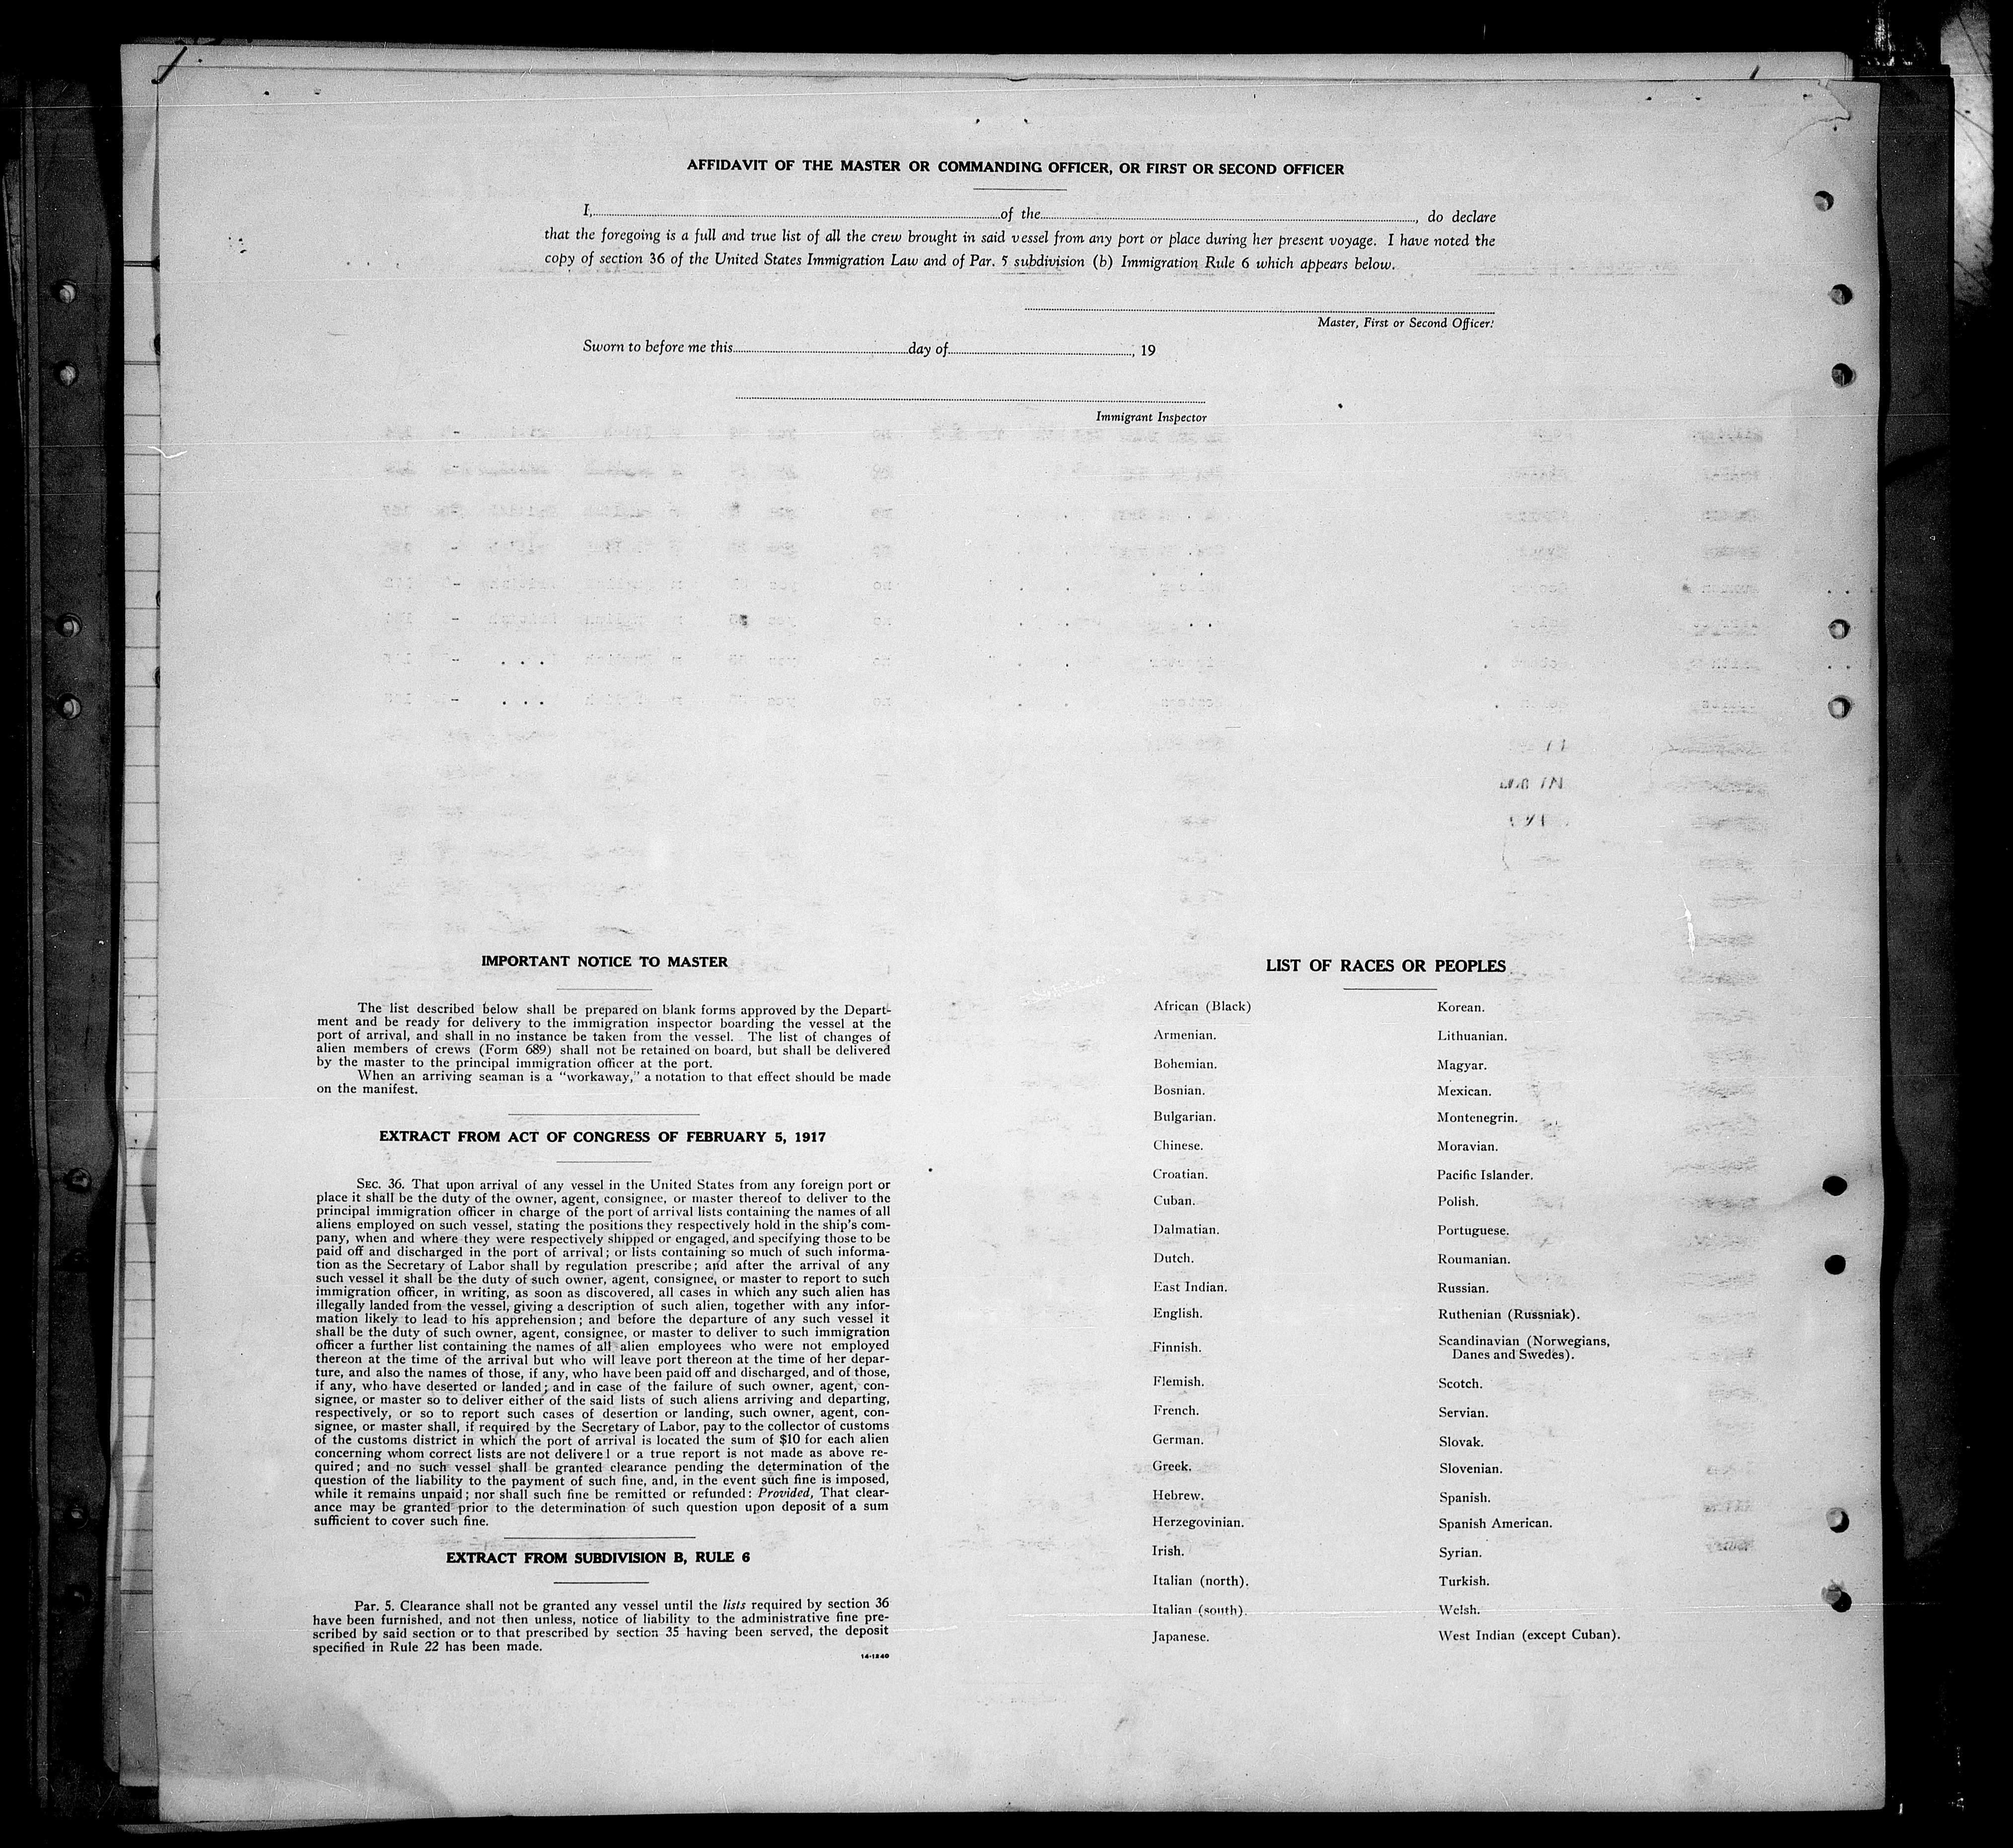 AFFIDAVIT OF THE MASTER OR COMMANDING OFFICER, OR FIRST OR SECOND OFFICER
I, of the , do declare
that the foregoing is a full and true list of all the crew brought in said vessel from any port or place during her present voyage. I have noted the
copy of section 36 of the United States Immigration Law and of Par. 5 subdivision (b) Immigration Rule 6 which appears below.
Master, First or Second Officer.
Sworn to before me this day of , 19
Immigrant Inspector
IMPORTANT NOTICE TO MASTER
The list described below shall be prepared on blank forms approved by the Depart-
ment and be ready for delivery to the immigration inspector boarding the vessel at the
port of arrival, and shall in no instance be taken from the vessel. The list of changes of
alien members of crews (Form 689) shall not be retained on board, but shall be delivered
by the master to the principal immigration officer at the port.
When an arriving seaman is a "workaway," a notation to that effect should be made
on the manifest.
EXTRACT FROM ACT OF CONGRESS OF FEBRUARY 5, 1917
SEC. 36. That upon arrival of any vessel in the United States from any foreign port or
place it shall be the duty of the owner, agent, consignee, or master thereof to deliver to the
principal immigration officer in charge of the port of arrival lists containing the names of all
aliens employed on such vessel, stating the positions they respectively hold in the ship's com-
pany, when and where they were respectively shipped or engaged, and specifying those to be
paid off and discharged in the port of arrival; or lists containing so much of such informa-
tion as the Secretary of Labor shall by regulation prescribe; and after the arrival of any
such vessel it shall be the duty of such owner, agent, consignee, or master to report to such
immigration officer, in writing, as soon as discovered, all cases in which any such alien has
illegally landed from the vessel, giving a description of such alien, together with any infor-
mation likely to lead to his apprehension; and before the departure of any such vessel it
shall be the duty of such owner, agent, consignee, or master to deliver to such immigration
officer a further list containing the names of all alien employees who were not employed
thereon at the time of the arrival but who will leave port thereon at the time of her depar-
ture, and also the names of those, if any, who have been paid off and discharged, and of those,
if any, who have deserted or landed; and in case of the failure of such owner, agent, con-
signee, or master so to deliver either of the said lists of such aliens arriving and departing,
respectively, or so to report such cases of desertion or landing, such owner, agent, con-
signee, or master shall, if required by the Secretary of Labor, pay to the collector of customs
of the customs district in which the port of arrival is located the sum of $10 for each alien
concerning whom correct lists are not delivered or a true report is not made as above re-
quired; and no such vessel shall be granted clearance pending the determination of the
question of the liability to the payment of such fine, and, in the event such fine is imposed,
while it remains unpaid; nor shall such fine be remitted or refunded: Provided, That clear-
ance may be granted prior to the determination of such question upon deposit of a sum
sufficient to cover such fine.
EXTRACT FROM SUBDIVISION B, RULE 6
Par. 5. Clearance shall not be granted any vessel until the lists required by section 36
have been furnished, and not then unless, notice of liability to the administrative fine pre-
scribed by said section or to that prescribed by section 35 having been served, the deposit
specified in Rule 22 has been made.
14-1240
LIST OF RACES OR PEOPLES
African (Black)
Armenian.
Bohemian.
Bosnian.
Bulgarian.
Chinese.
Croatian.
Cuban.
Dalmatian.
Dutch.
East Indian.
English.
Finnish.
Flemish.
French.
German.
Greek.
Hebrew.
Herzegovinian.
Irish.
Italian (north).
Italian (south).
Japanese.
Korean.
Lithuanian.
Magyar.
Mexican.
Montenegrin.
Moravian.
Pacific Islander.
Polish.
Portuguese.
Roumanian.
Russian.
Ruthenian (Russniak).
Scandinavian (Norwegians,
Danes and Swedes).
Scotch.
Servian.
Slovak.
Slovenian.
Spanish.
Spanish American.
Syrian.
Turkish.
Welsh.
West Indian (except Cuban).